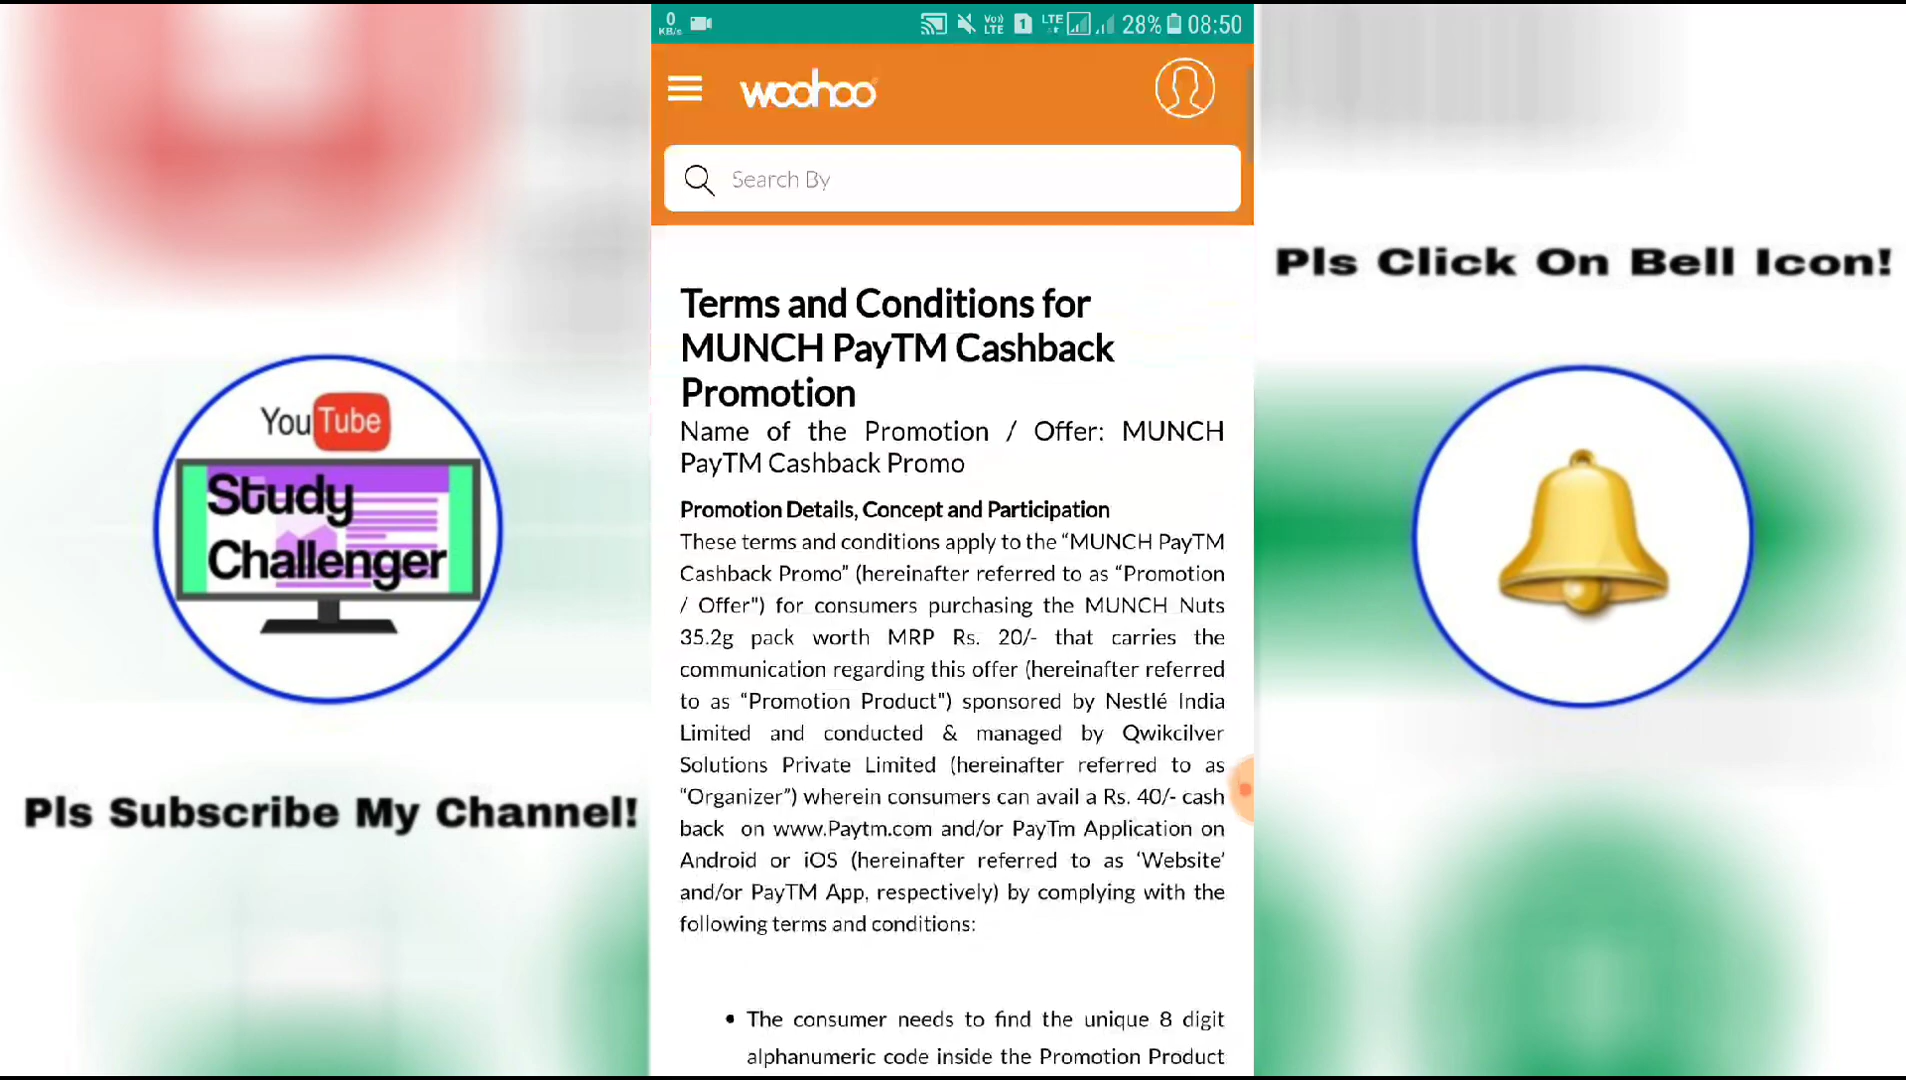 0
KB/s
Vo)
LTE
1
LTE
28%
08:50
woohoo
Search By
Terms and Conditions for
MUNCH PayTM Cashback
Promotion
Name of the Promotion / Offer: MUNCH
PayTM Cashback Promo
Promotion Details, Concept and Participation
These terms and conditions apply to the “MUNCH PayTM
Cashback Promo” (hereinafter referred to as “Promotion
/ Offer") for consumers purchasing the MUNCH Nuts
35.2g pack worth MRP Rs. 20/- that carries the
communication regarding this offer (hereinafter referred
to as “Promotion Product") sponsored by Nestlé India
Limited and conducted & managed by Qwikcilver
Solutions Private Limited (hereinafter referred to as
“Organizer”) wherein consumers can avail a Rs. 40/- cash
back on www.Paytm.com and/or PayTm Application on
Android or iOS (hereinafter referred to as ‘Website’
and/or PayTM App, respectively) by complying with the
following terms and conditions:
• The consumer needs to find the unique 8 digit
alphanumeric code inside the Promotion Product
YouTube
Study
Challenger
Pls Subscribe My Channel!
Pls Click On Bell Icon!